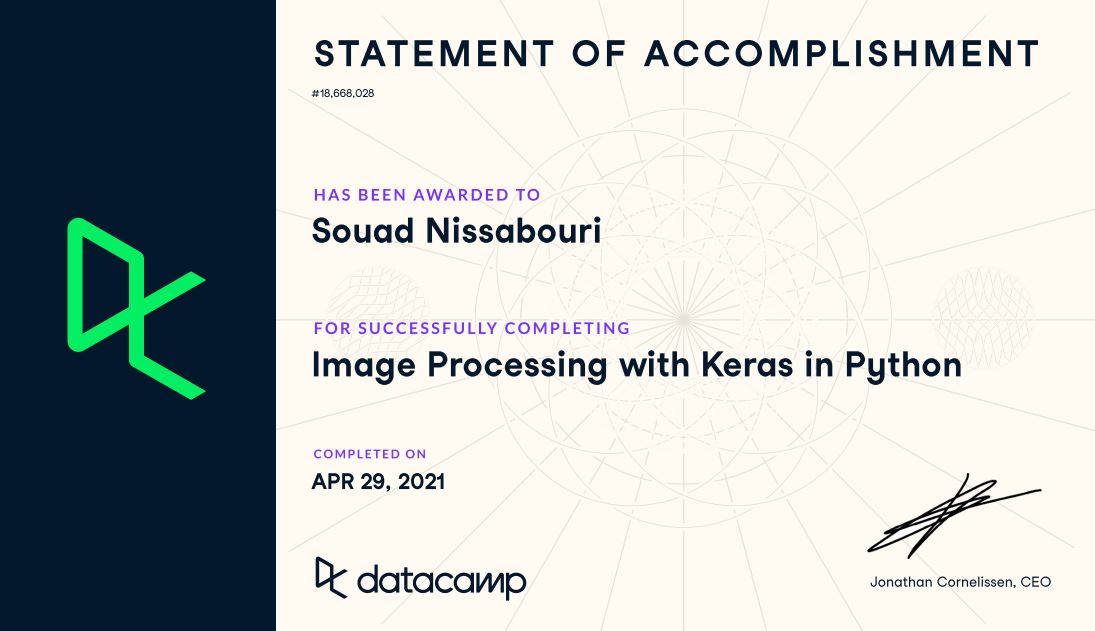 STATEMENT OF ACCOMPLISHMENT
#18,668,028
HAS BEEN AWARDED TO
Souad Nissabouri
FOR SUCCESSFULLY COMPLETING
Image Processing with Keras in Python
COMPLETED ON
APR 29, 2021
datacamp
Jonathan Cornelissen, CEO